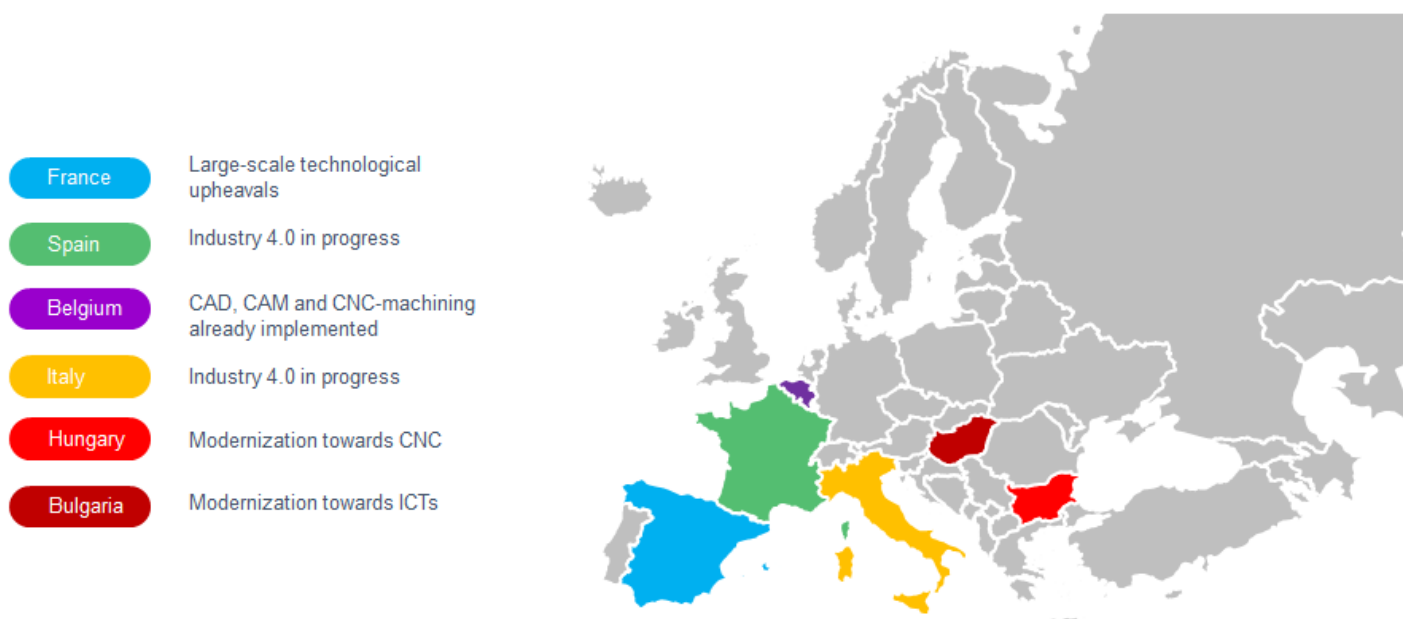 France
Large-scale technological
upheavals
Spain
Industry 4.0 in progress
Belgium
CAD, CAM and CNC-machining
already implemented
Italy
Industry 4.0 in progress
Hungary
Modernization towards CNC
Bulgaria
Modernization towards ICTs